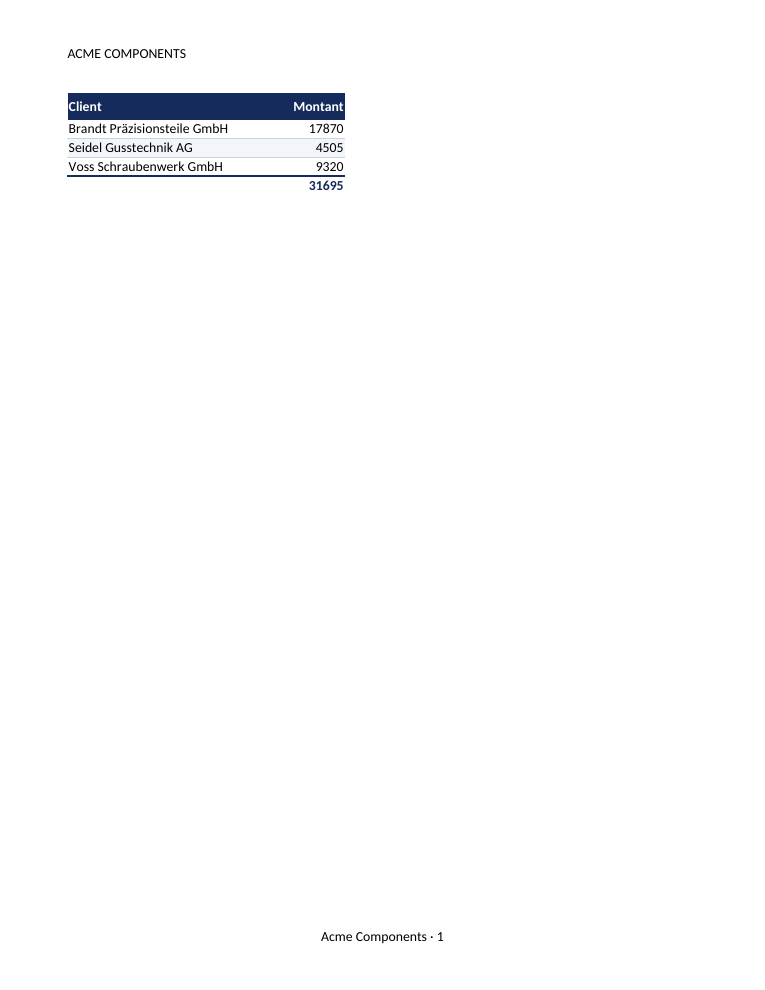 ACME COMPONENTS
Client Montant
Brandt Präzisionsteile GmbH 17870
Seidel Gusstechnik AG 4505
Voss Schraubenwerk GmbH 9320
31695
Acme Components · 1